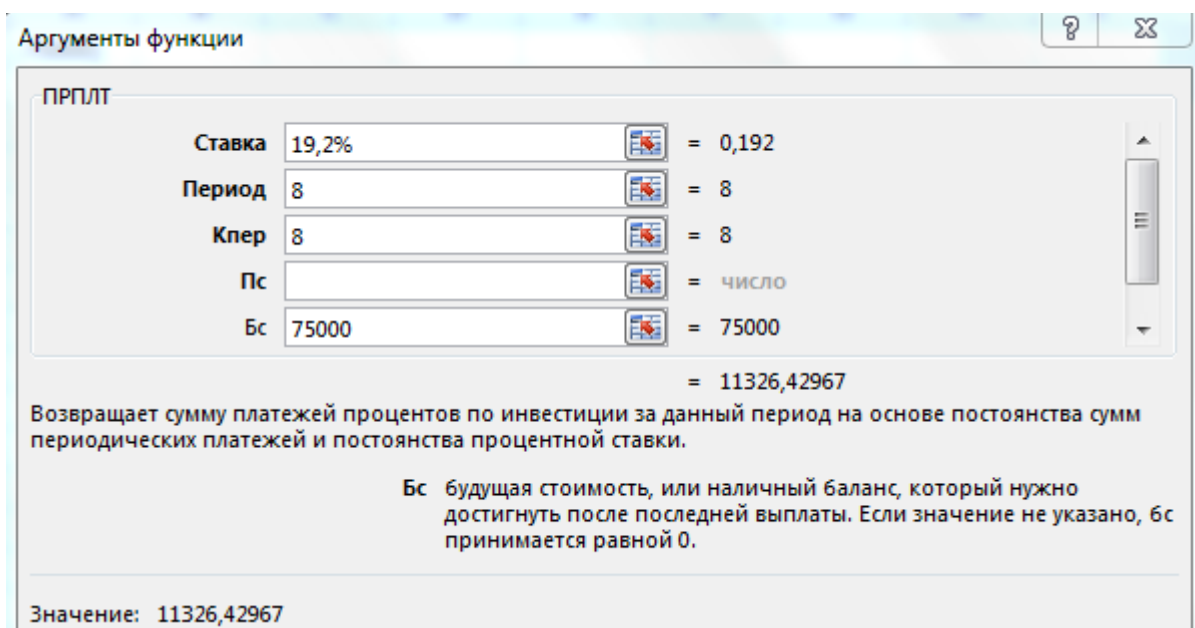 Аргументы функции
?
ПРПЛТ
Ставка 19,2% = 0,192
Период 8 = 8
Кпер 8 = 8
Пс = число
Бс 75000 = 75000
= 11326,42967
Возвращает сумму платежей процентов по инвестиции за данный период на основе постоянства сумм
периодических платежей и постоянства процентной ставки.
Бс будущая стоимость, или наличный баланс, который нужно
достигнуть после последней выплаты. Если значение не указано, бс
принимается равной 0.
Значение: 11326,42967